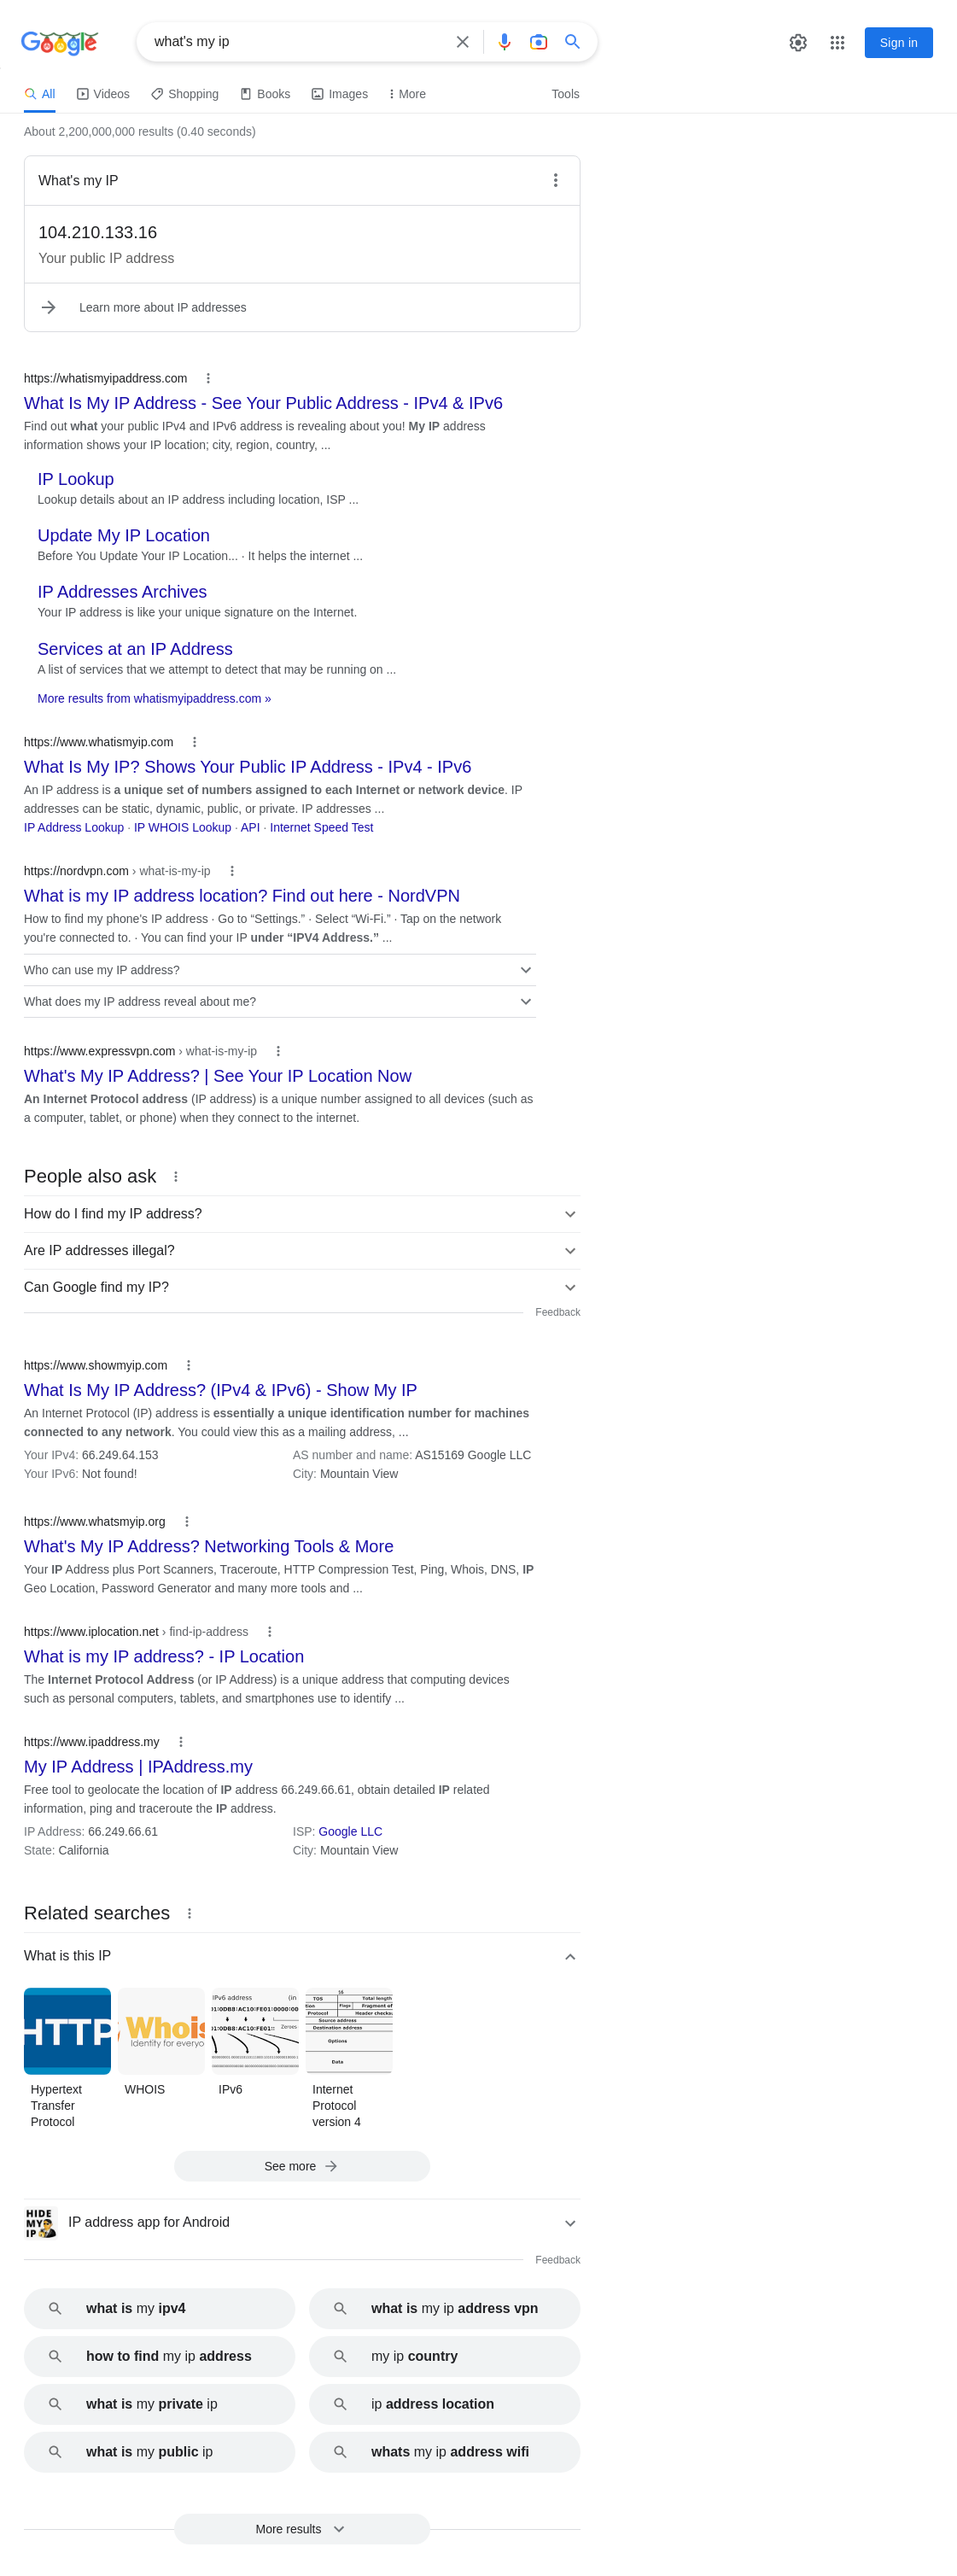 Google
what's my ip
Sign in
All
Videos
Shopping
Books
Images
More
Tools
About 2,200,000,000 results (0.40 seconds)
What's my IP
104.210.133.16
Your public IP address
Learn more about IP addresses
https://whatismyipaddress.com
What Is My IP Address - See Your Public Address - IPv4 & IPv6
Find out what your public IPv4 and IPv6 address is revealing about you! My IP address
information shows your IP location; city, region, country, ...
IP Lookup
Lookup details about an IP address including location, ISP ...
Update My IP Location
Before You Update Your IP Location... · It helps the internet ...
IP Addresses Archives
Your IP address is like your unique signature on the Internet.
Services at an IP Address
A list of services that we attempt to detect that may be running on ...
More results from whatismyipaddress.com »
https://www.whatismyip.com
What Is My IP? Shows Your Public IP Address - IPv4 - IPv6
An IP address is a unique set of numbers assigned to each Internet or network device. IP
addresses can be static, dynamic, public, or private. IP addresses ...
IP Address Lookup · IP WHOIS Lookup · API · Internet Speed Test
https://nordvpn.com › what-is-my-ip
What is my IP address location? Find out here - NordVPN
How to find my phone's IP address · Go to “Settings.” · Select “Wi-Fi.” · Tap on the network
you're connected to. · You can find your IP under “IPV4 Address.” ...
Who can use my IP address?
What does my IP address reveal about me?
https://www.expressvpn.com › what-is-my-ip
What's My IP Address? | See Your IP Location Now
An Internet Protocol address (IP address) is a unique number assigned to all devices (such as
a computer, tablet, or phone) when they connect to the internet.
People also ask
How do I find my IP address?
Are IP addresses illegal?
Can Google find my IP?
Feedback
https://www.showmyip.com
What Is My IP Address? (IPv4 & IPv6) - Show My IP
An Internet Protocol (IP) address is essentially a unique identification number for machines
connected to any network. You could view this as a mailing address, ...
Your IPv4: 66.249.64.153
AS number and name: AS15169 Google LLC
Your IPv6: Not found!
City: Mountain View
https://www.whatsmyip.org
What's My IP Address? Networking Tools & More
Your IP Address plus Port Scanners, Traceroute, HTTP Compression Test, Ping, Whois, DNS, IP
Geo Location, Password Generator and many more tools and ...
https://www.iplocation.net › find-ip-address
What is my IP address? - IP Location
The Internet Protocol Address (or IP Address) is a unique address that computing devices
such as personal computers, tablets, and smartphones use to identify ...
https://www.ipaddress.my
My IP Address | IPAddress.my
Free tool to geolocate the location of IP address 66.249.66.61, obtain detailed IP related
information, ping and traceroute the IP address.
IP Address: 66.249.66.61
ISP: Google LLC
State: California
City: Mountain View
Related searches
What is this IP
HTTP
Whois
Identity for everyo
IPv6 address (in
Zeroes
16
TOS Total length
Flags Fragment of
Protocol Header checksu
Source address
Destination address
Options
Data
Hypertext
Transfer
Protocol
WHOIS
IPv6
Internet
Protocol
version 4
See more
HIDE
MY
IP
IP address app for Android
Feedback
what is my ipv4
what is my ip address vpn
how to find my ip address
my ip country
what is my private ip
ip address location
what is my public ip
whats my ip address wifi
More results